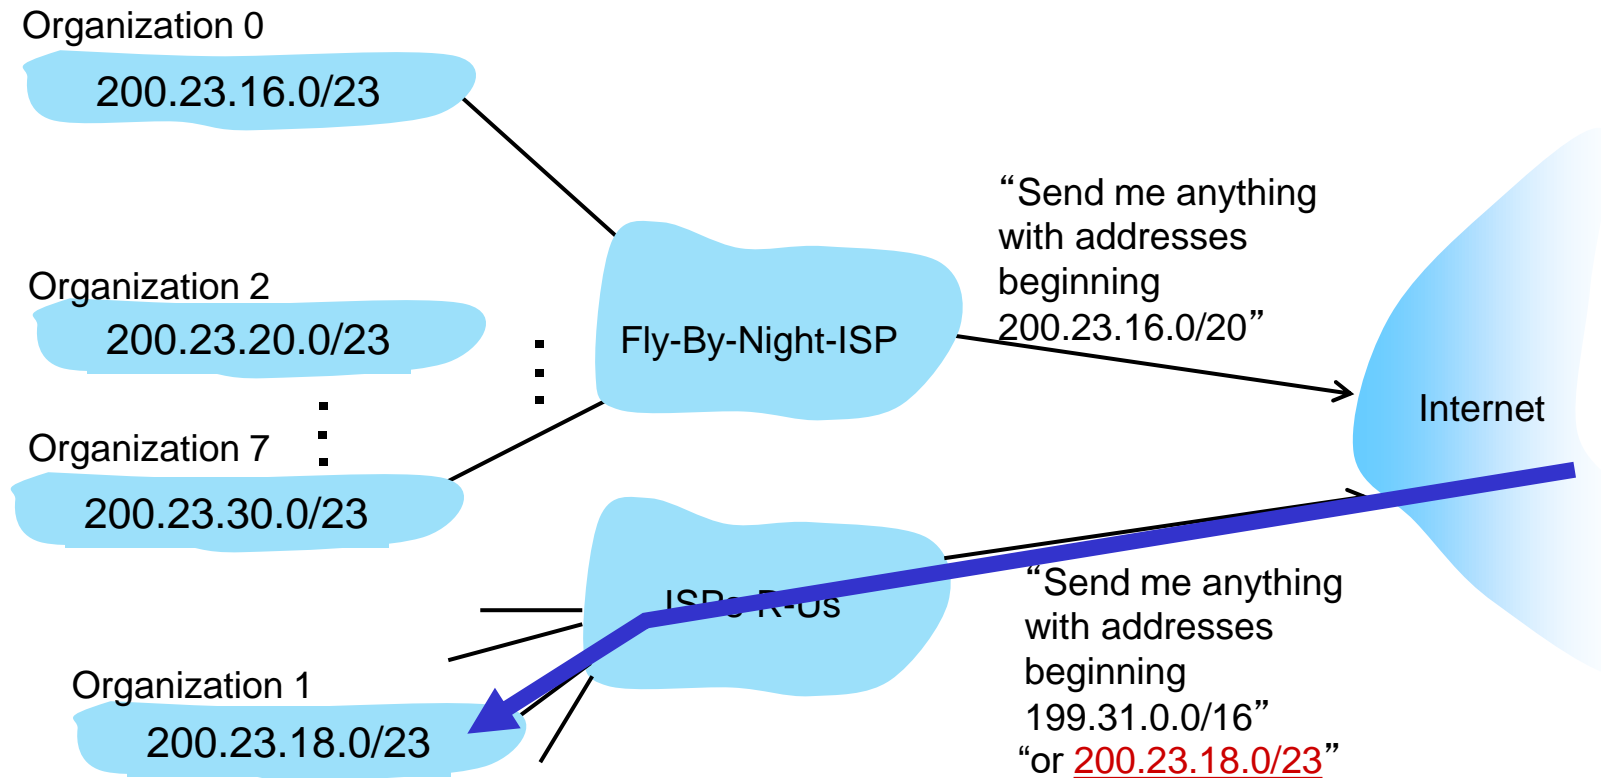 Organization 0
200.23.16.0/23
Organization 2
200.23.20.0/23
Organization 7
200.23.30.0/23
Fly-By-Night-ISP
“Send me anything
with addresses
beginning
200.23.16.0/20”
Internet
ISPs-R-Us
“Send me anything
with addresses
beginning
199.31.0.0/16”
“or 200.23.18.0/23”
Organization 1
200.23.18.0/23